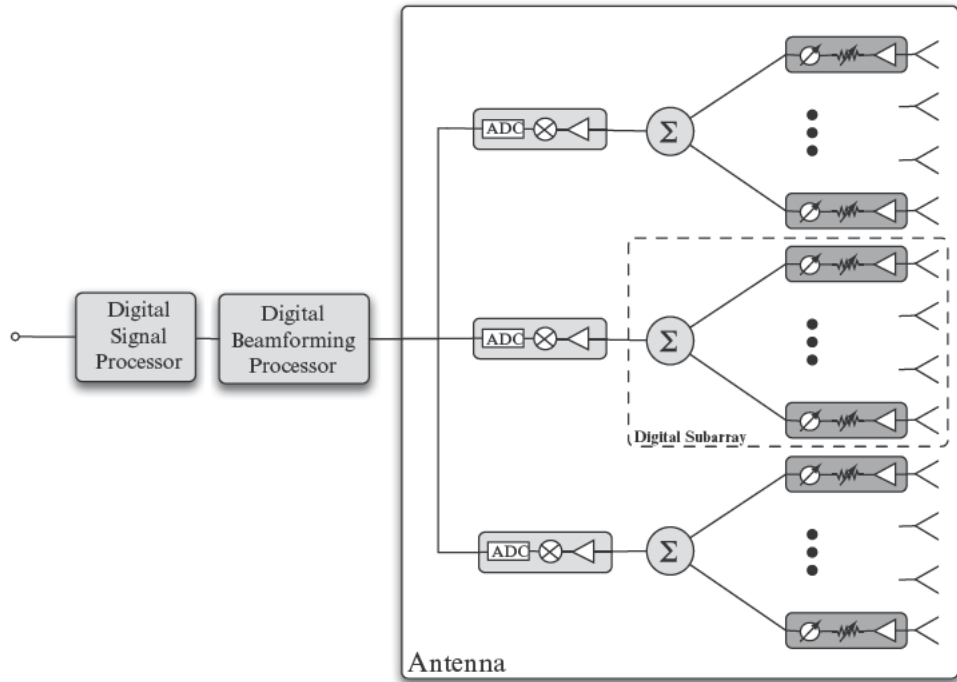 ADC
Σ
Digital
Signal
Processor
Digital
Beamforming
Processor
ADC
Σ
Digital Subarray
ADC
Σ
Antenna